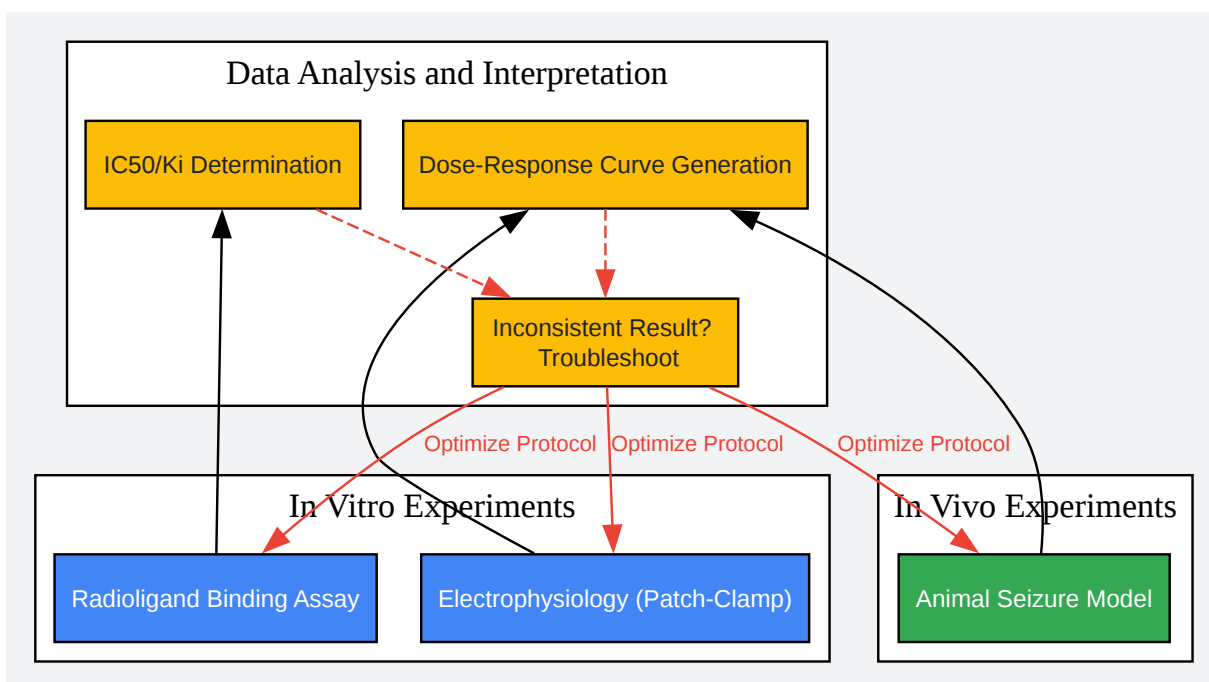 Data Analysis and Interpretation
IC50/Ki Determination
Dose-Response Curve Generation
Inconsistent Result?
Troubleshoot
Optimize Protocol
Optimize Protocol
Optimize Protocol
In Vitro Experiments
In Vivo Experiments
Radioligand Binding Assay
Electrophysiology (Patch-Clamp)
Animal Seizure Model